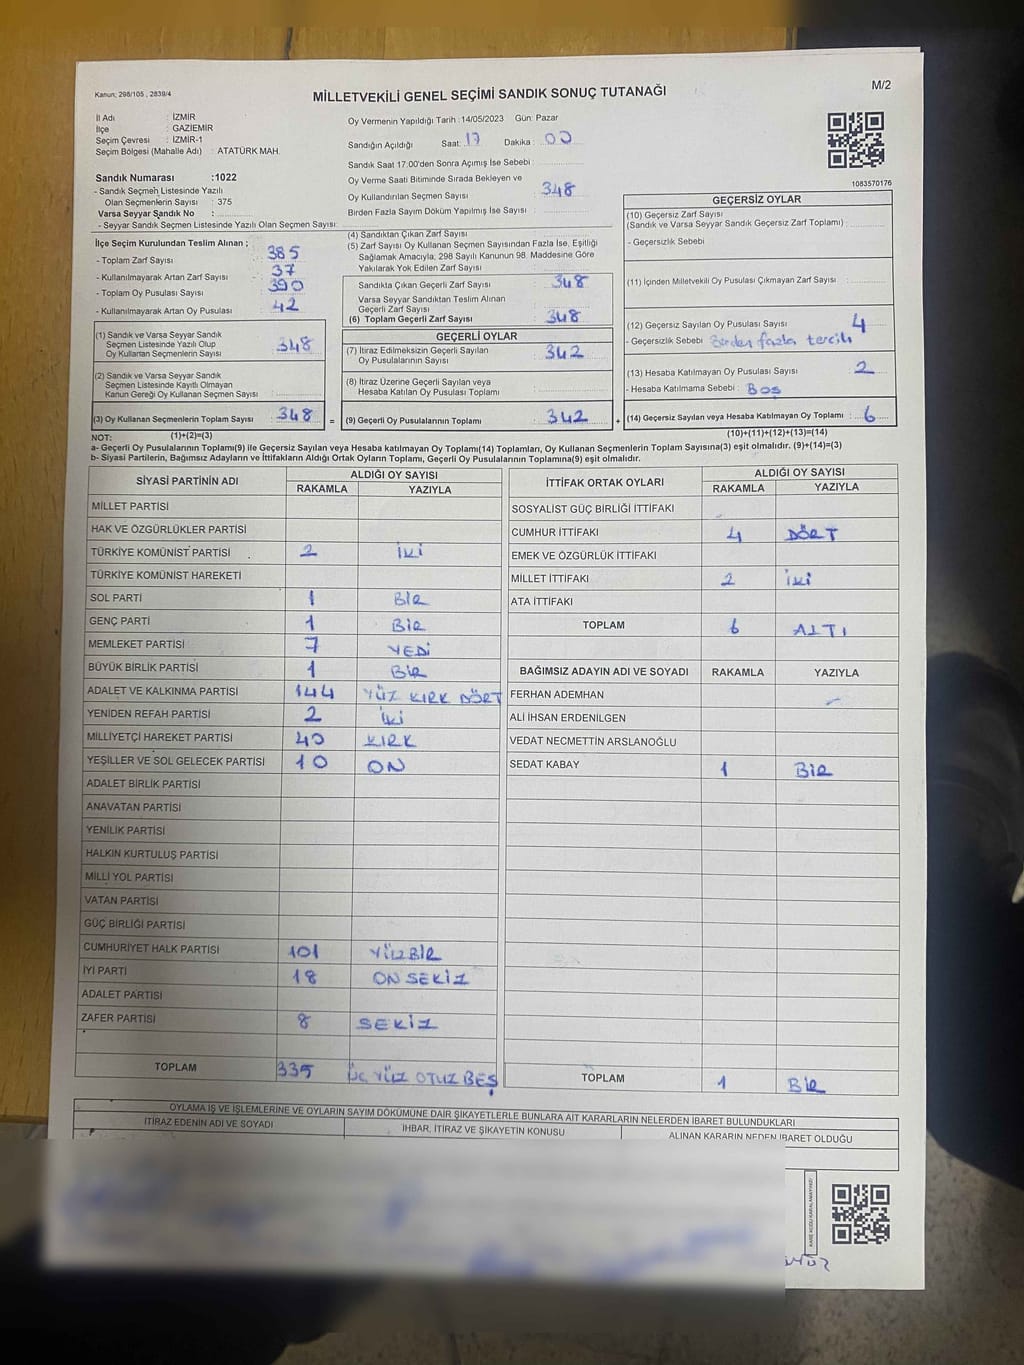 Kanun; 298/105 , 2839/4
MİLLETVEKİLİ GENEL SEÇİMİ SANDIK SONUÇ TUTANAĞI
M/2
İl Adı : İZMİR
İlçe : GAZİEMİR
Seçim Çevresi : İZMİR-1
Seçim Bölgesi (Mahalle Adı) : ATATÜRK MAH.
Sandık Numarası :1022
- Sandık Seçmen Listesinde Yazılı
Olan Seçmenlerin Sayısı : 375
Varsa Seyyar Sandık No :
- Seyyar Sandık Seçmen Listesinde Yazılı Olan Seçmen Sayısı:
Oy Vermenin Yapıldığı Tarih : 14/05/2023 Gün: Pazar
Sandığın Açıldığı Saat: 17 Dakika : 00
Sandık Saat 17:00'den Sonra Açımış İse Sebebi :
Oy Verme Saati Bitiminde Sırada Bekleyen ve
Oy Kullandırılan Seçmen Sayısı : 348
Birden Fazla Sayım Döküm Yapılmış İse Sayısı :
1083570176
İlçe Seçim Kurulundan Teslim Alınan ;
- Toplam Zarf Sayısı : 385
- Kullanılmayarak Artan Zarf Sayısı : 37
- Toplam Oy Pusulası Sayısı : 390
- Kullanılmayarak Artan Oy Pusulası : 42
(1) Sandık ve Varsa Seyyar Sandık
Seçmen Listesinde Yazılı Olup
Oy Kullanan Seçmenlerin Sayısı : 348
(2) Sandık ve Varsa Seyyar Sandık
Seçmen Listesinde Kayıtlı Olmayan
Kanun Gereği Oy Kullanan Seçmenlerin Sayısı :
(3) Oy Kullanan Seçmenlerin Toplam Sayısı : 348 =
(1)+(2)=(3)
(4) Sandıktan Çıkan Zarf Sayısı :
(5) Zarf Sayısı Oy Kullanan Seçmen Sayısından Fazla İse, Eşitliği
Sağlamak Amacıyla; 298 Sayılı Kanunun 98. Maddesine Göre
Yakılarak Yok Edilen Zarf Sayısı :
Sandıkta Çıkan Geçerli Zarf Sayısı : 348
Varsa Seyyar Sandıktan Teslim Alınan
Geçerli Zarf Sayısı :
(6) Toplam Geçerli Zarf Sayısı : 348
GEÇERLİ OYLAR
(7) İtiraz Edilmeksizin Geçerli Sayılan
Oy Pusulalarının Sayısı : 342
(8) İtiraz Üzerine Geçerli Sayılan veya
Hesaba Katılan Oy Pusulası Toplamı :
(9) Geçerli Oy Pusulalarının Toplamı : 342 +
GEÇERSİZ OYLAR
(10) Geçersiz Zarf Sayısı
(Sandık ve Varsa Seyyar Sandık Geçersiz Zarf Toplamı) :
- Geçersizlik Sebebi
(11) İçinden Milletvekili Oy Pusulası Çıkmayan Zarf Sayısı :
(12) Geçersiz Sayılan Oy Pusulası Sayısı : 4
- Geçersizlik Sebebi : Birden fazla tercih
(13) Hesaba Katılmayan Oy Pusulası Sayısı : 2
- Hesaba Katılmama Sebebi : Boş
(14) Geçersiz Sayılan veya Hesaba Katılmayan Oy Toplamı : 6
(10)+(11)+(12)+(13)=(14)
NOT:
a- Geçerli Oy Pusulalarının Toplamı(9) ile Geçersiz Sayılan veya Hesaba katılmayan Oy Toplamı(14) Toplamları, Oy Kullanan Seçmenlerin Toplam Sayısına(3) eşit olmalıdır. (9)+(14)=(3)
b- Siyasi Partilerin, Bağımsız Adayların ve İttifakların Aldığı Ortak Oyların Toplamı, Geçerli Oy Pusulalarının Toplamına(9) eşit olmalıdır.
SİYASİ PARTİNİN ADI ALDIĞI OY SAYISI
RAKAMLA YAZIYLA
MİLLET PARTİSİ
HAK VE ÖZGÜRLÜKLER PARTİSİ
TÜRKİYE KOMÜNİST PARTİSİ 2 İKİ
TÜRKİYE KOMÜNİST HAREKETİ
SOL PARTİ 1 BİR
GENÇ PARTİ 1 BİR
MEMLEKET PARTİSİ 7 YEDİ
BÜYÜK BİRLİK PARTİSİ 1 BİR
ADALET VE KALKINMA PARTİSİ 144 YÜZ KIRK DÖRT
YENİDEN REFAH PARTİSİ 2 İKİ
MİLLİYETÇİ HAREKET PARTİSİ 40 KIRK
YEŞİLLER VE SOL GELECEK PARTİSİ 10 ON
ADALET BİRLİK PARTİSİ
ANAVATAN PARTİSİ
YENİLİK PARTİSİ
HALKIN KURTULUŞ PARTİSİ
MİLLİ YOL PARTİSİ
VATAN PARTİSİ
GÜÇ BİRLİĞİ PARTİSİ
CUMHURİYET HALK PARTİSİ 101 YÜZBİR
İYİ PARTİ 18 ON SEKİZ
ADALET PARTİSİ
ZAFER PARTİSİ 8 SEKİZ
TOPLAM 335 ÜÇ YÜZ OTUZ BEŞ
İTTİFAK ORTAK OYLARI ALDIĞI OY SAYISI
RAKAMLA YAZIYLA
SOSYALİST GÜÇ BİRLİĞİ İTTİFAKI
CUMHUR İTTİFAKI 4 DÖRT
EMEK VE ÖZGÜRLÜK İTTİFAKI
MİLLET İTTİFAKI 2 İKİ
ATA İTTİFAKI
TOPLAM 6 ALTI
BAĞIMSIZ ADAYIN ADI VE SOYADI RAKAMLA YAZIYLA
FERHAN ADEMHAN
ALİ İHSAN ERDENİLGEN
VEDAT NECMETTİN ARSLANOĞLU
SEDAT KABAY 1 BİR
TOPLAM 1 BİR
OYLAMA İŞ VE İŞLEMLERİNE VE OYLARIN SAYIM DÖKÜMÜNE DAİR ŞİKAYETLERLE BUNLARA AİT KARARLARIN NELERDEN İBARET BULUNDUKLARI
İTİRAZ EDENİN ADI VE SOYADI İHBAR, İTİRAZ VE ŞİKAYETİN KONUSU ALINAN KARARIN NEDEN İBARET OLDUĞU